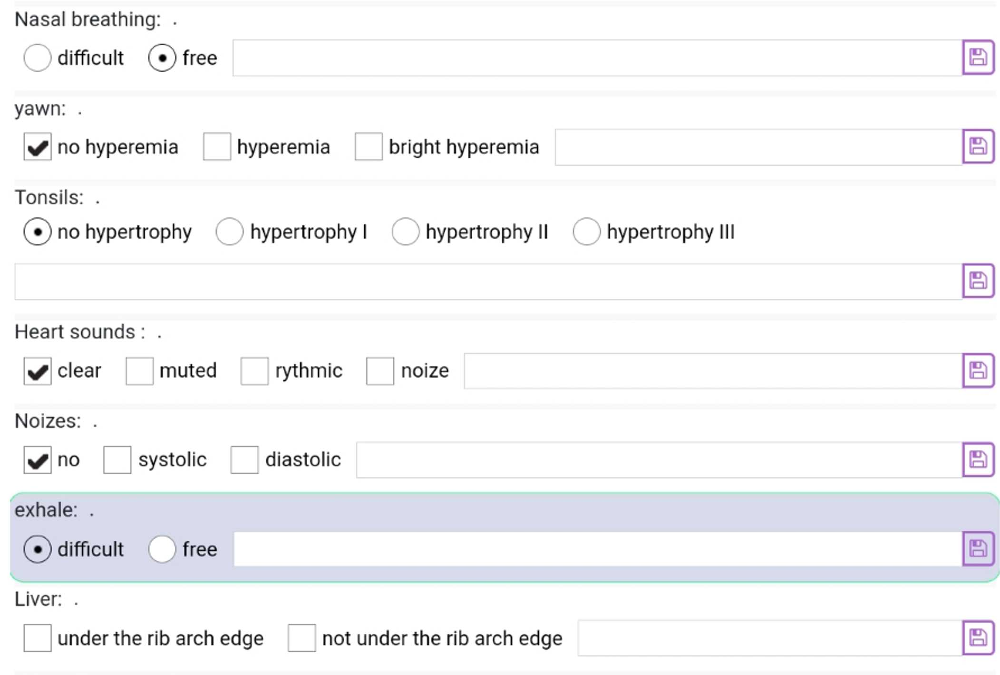 Nasal breathing: .
difficult free
yawn: .
no hyperemia hyperemia bright hyperemia
Tonsils: .
no hypertrophy hypertrophy I hypertrophy II hypertrophy III
Heart sounds : .
clear muted rythmic noize
Noizes: .
no systolic diastolic
exhale: .
difficult free
Liver: .
under the rib arch edge not under the rib arch edge